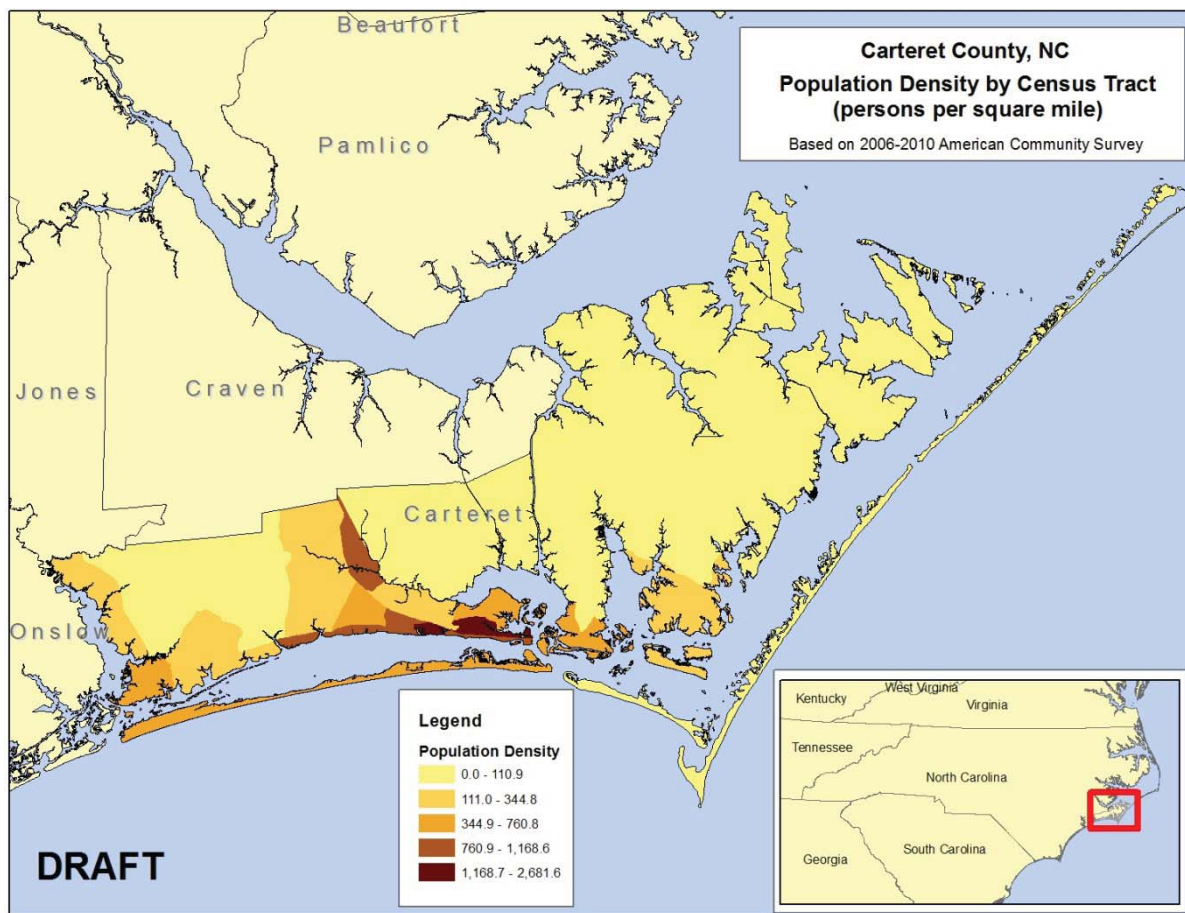 Beaufort
Pamlico
Jones
Craven
Carteret
Onslow
Carteret County, NC
Population Density by Census Tract
(persons per square mile)
Based on 2006-2010 American Community Survey
Legend
Population Density
0.0 - 110.9
111.0 - 344.8
344.9 - 760.8
760.9 - 1,168.6
1,168.7 - 2,681.6
DRAFT
Kentucky
West Virginia
Virginia
Tennessee
North Carolina
South Carolina
Georgia